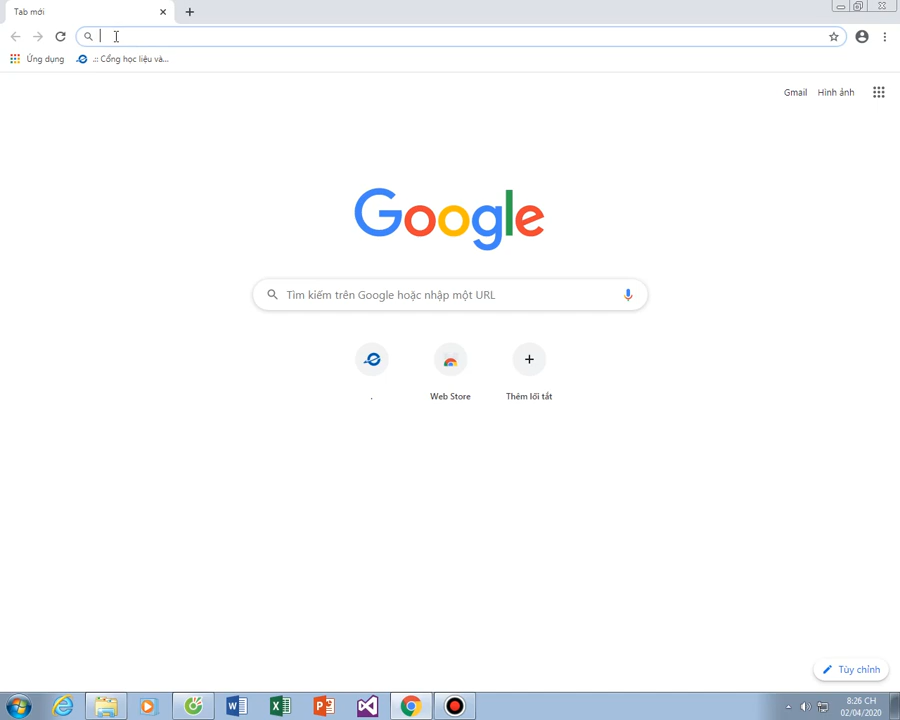 Tab mới
Ứng dụng
.:: Cổng học liệu và...
Gmail
Hình ảnh
Google
Tìm kiếm trên Google hoặc nhập một URL
.
Web Store
Thêm lối tắt
Tùy chỉnh
8:26 CH
02/04/2020